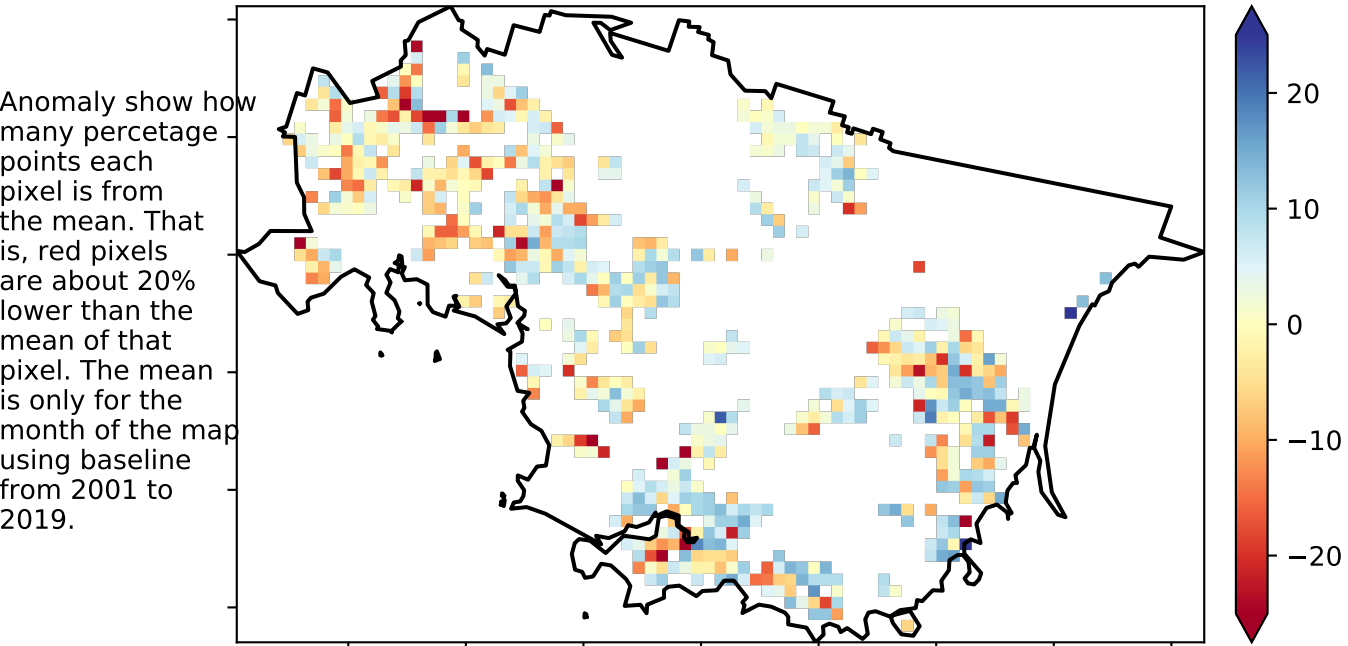 Anomaly show how
many percetage
points each
pixel is from
the mean. That
is, red pixels
are about 20%
lower than the
mean of that
pixel. The mean
is only for the
month of the map
using baseline
from 2001 to
2019.
20
10
0
−10
−20